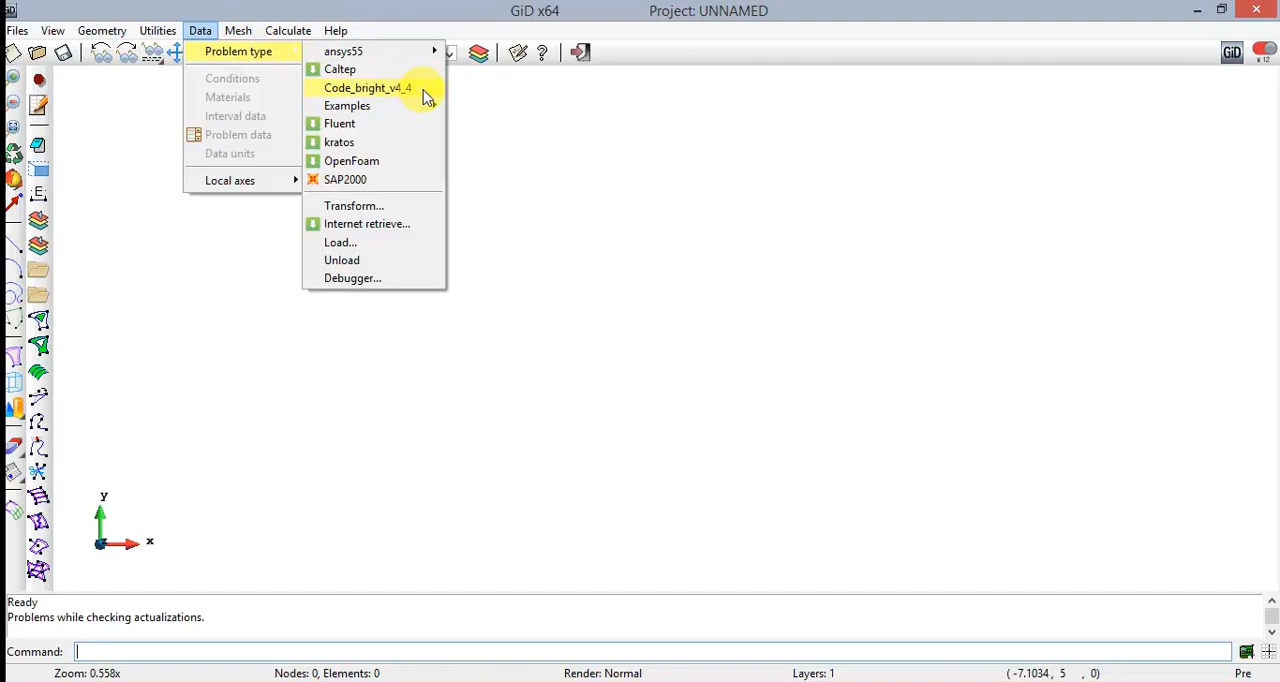 GiD
GiD x64
Project: UNNAMED
Files
View
Geometry
Utilities
Data
Mesh
Calculate
Help
GiD
v 12
Problem type
Conditions
Materials
Interval data
Problem data
Data units
Local axes
ansys55
Caltep
Code_bright_v4_4
Examples
Fluent
kratos
OpenFoam
SAP2000
Transform...
Internet retrieve...
Load...
Unload
Debugger...
E
y
z
x
Ready
Problems while checking actualizations.
Command:
Zoom: 0.558x
Nodes: 0, Elements: 0
Render: Normal
Layers: 1
(-7.1034, 5 , 0)
Pre